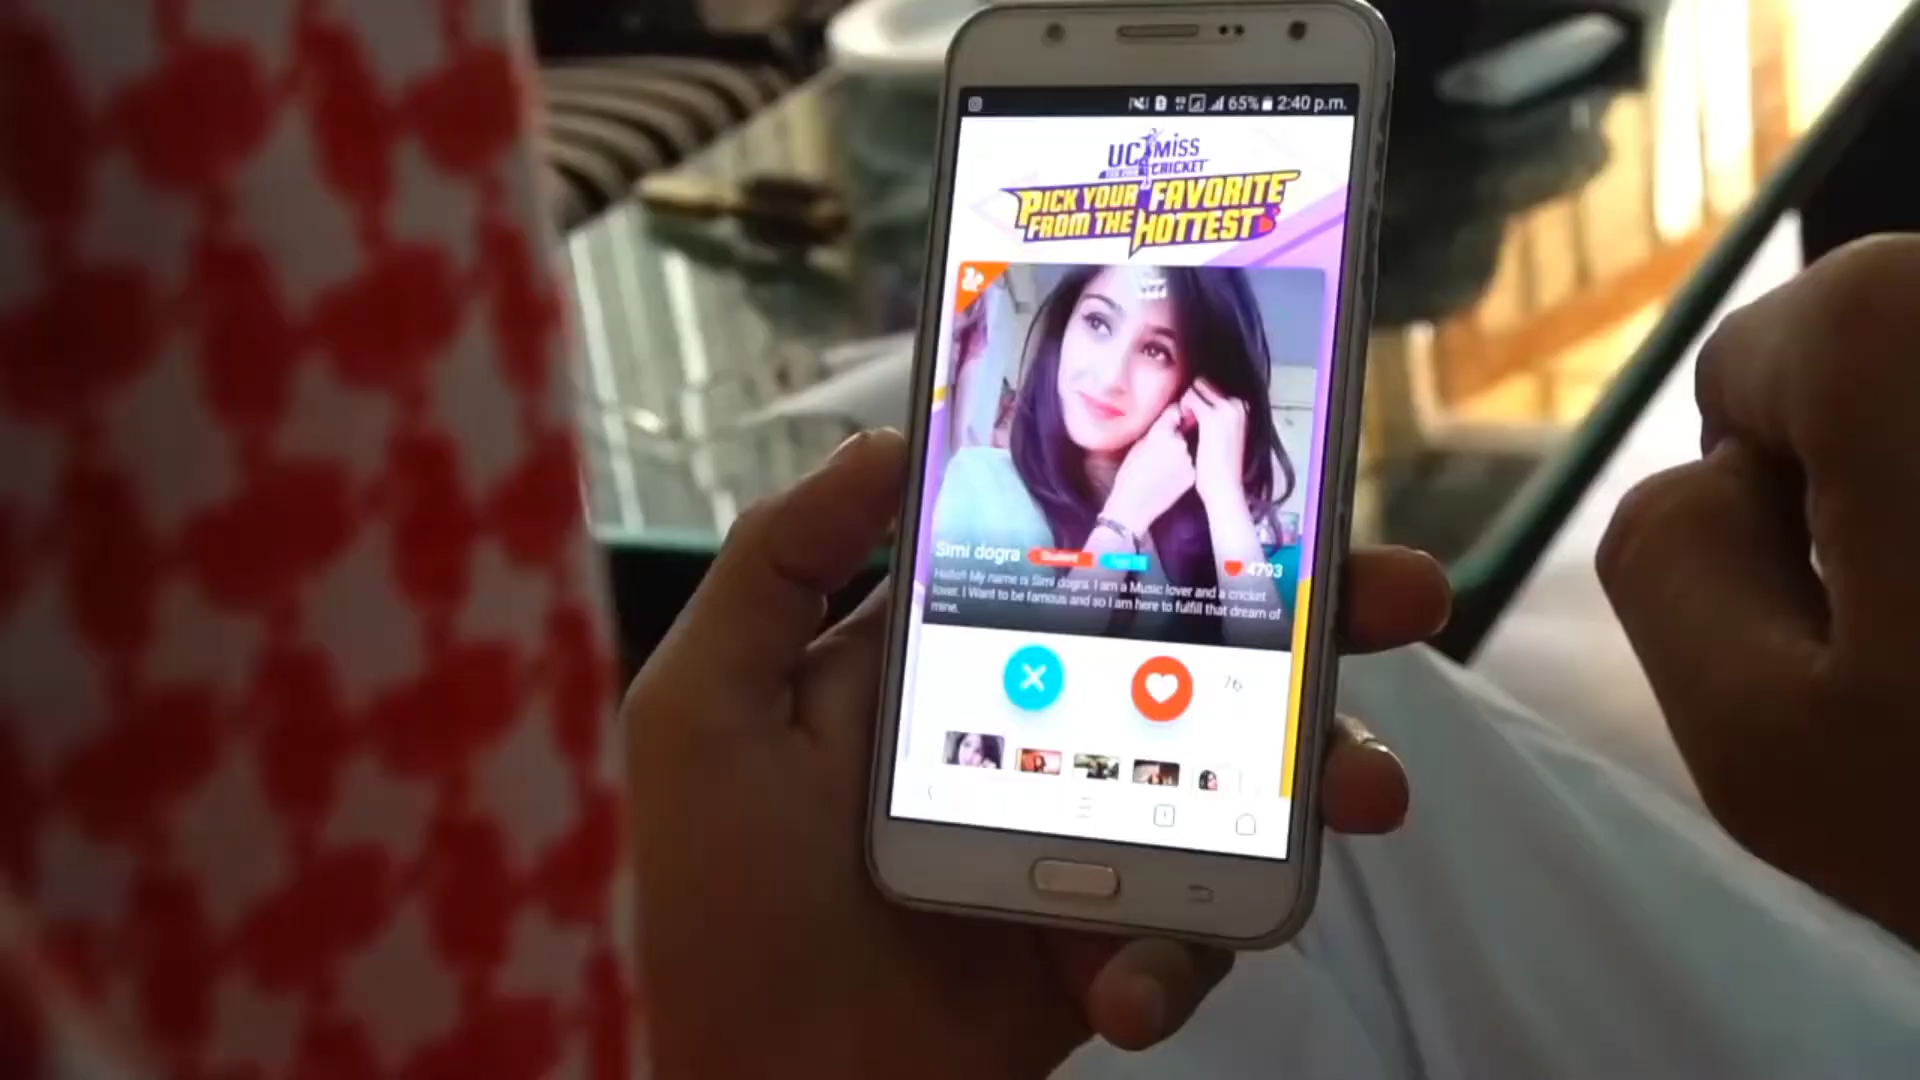 65% 2:40 p.m.
UC MISS
CRICKET
PICK YOUR FAVORITE
FROM THE HOTTEST
Simi dogra Student
4793
Hello!! My name is Simi dogra. I am a Music lover and a cricket
lover. I Want to be famous and so I am here to fulfill that dream of
mine.
76